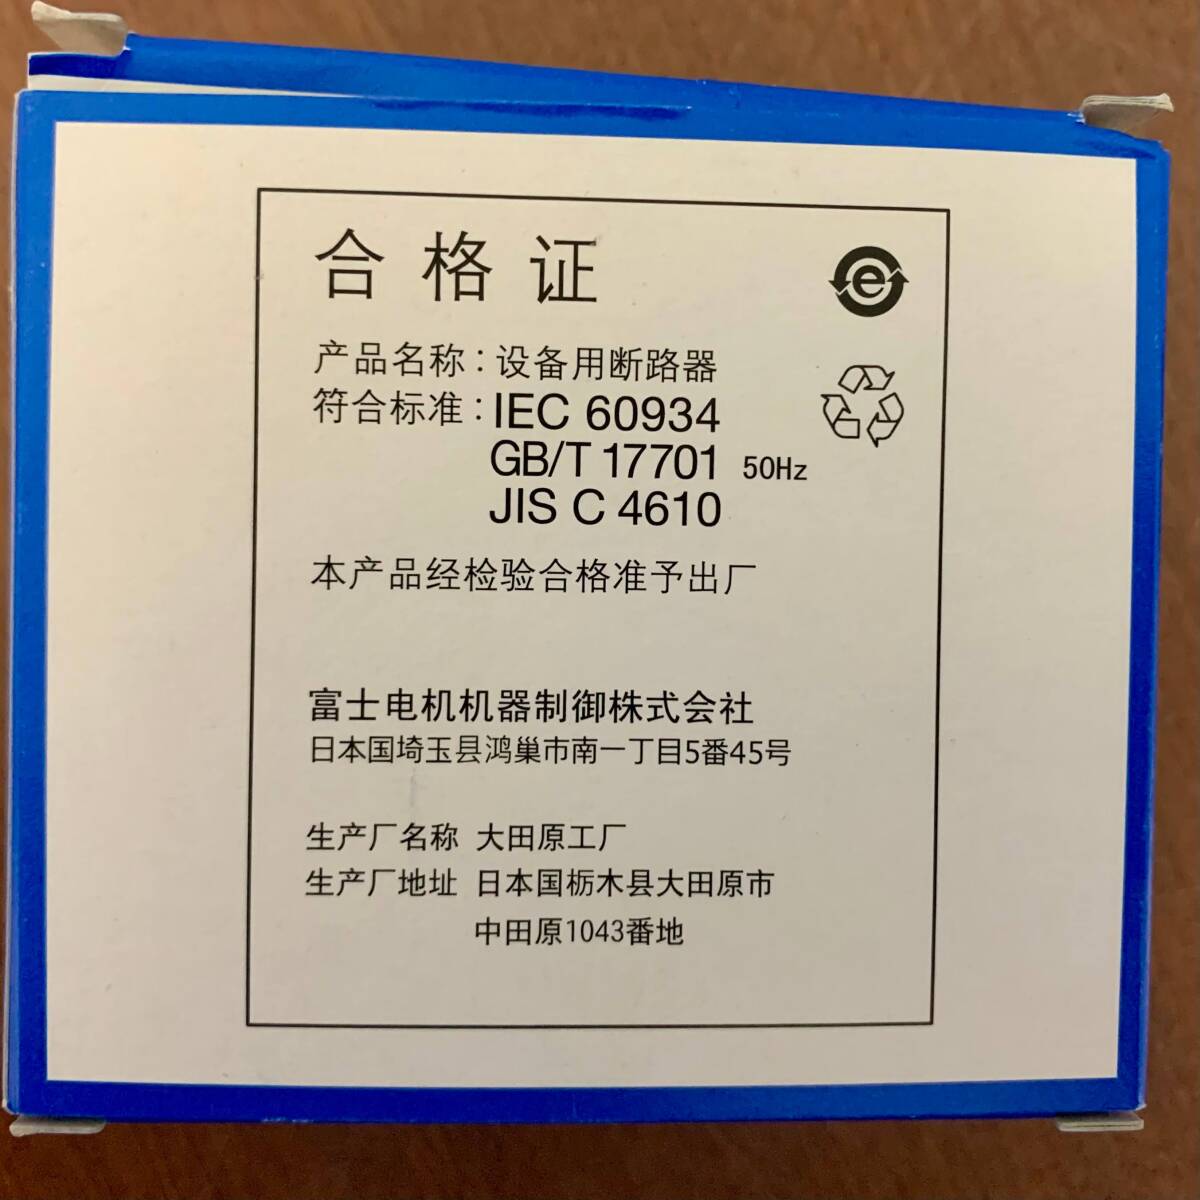 合格证
e
产品名称：设备用断路器
符合标准：IEC 60934
GB/T 17701 50Hz
JIS C 4610
本产品经检验合格准予出厂
富士电机机器制御株式会社
日本国埼玉县鸿巢市南一丁目5番45号
生产厂名称 大田原工厂
生产厂地址 日本国枥木县大田原市
中田原1043番地